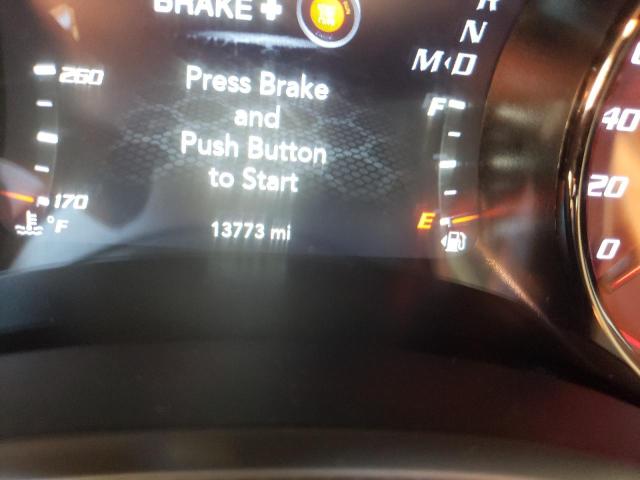 BRAKE +
R
N
M D
260
Press Brake
and
Push Button
to Start
F
40
170
°F
20
E
13773 mi
0